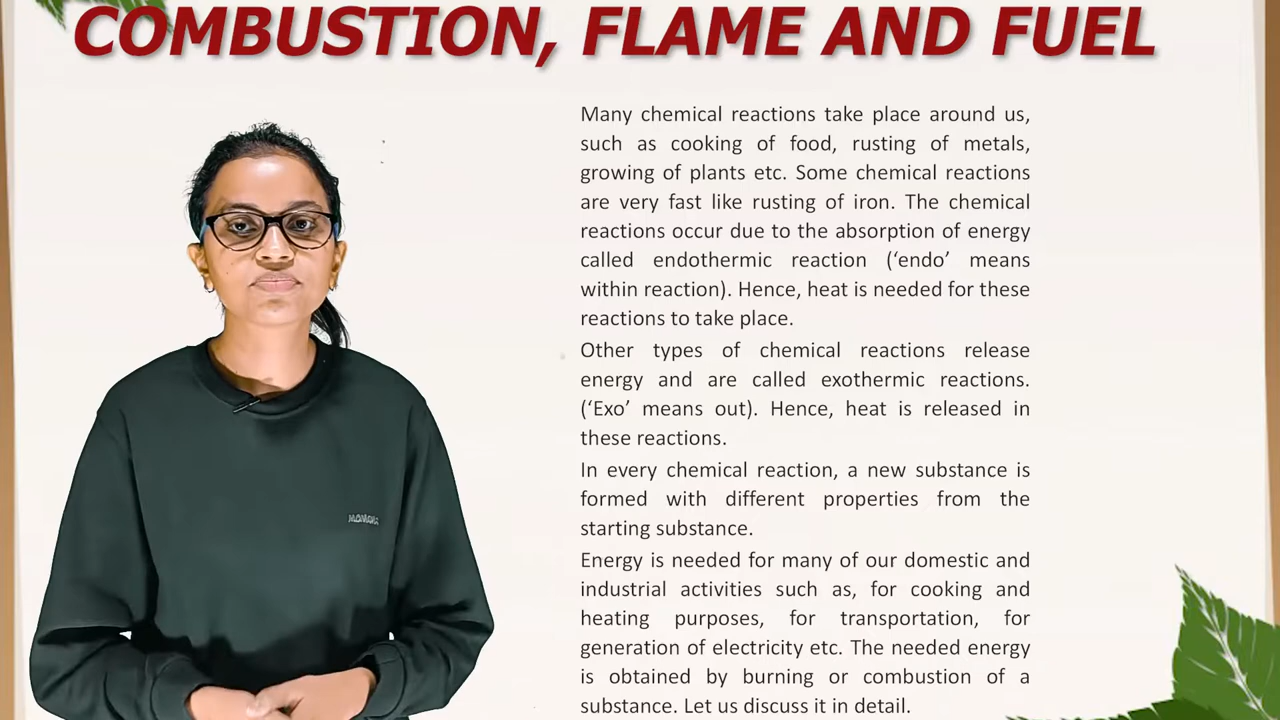 COMBUSTION, FLAME AND FUEL
Many chemical reactions take place around us,
such as cooking of food, rusting of metals,
growing of plants etc. Some chemical reactions
are very fast like rusting of iron. The chemical
reactions occur due to the absorption of energy
called endothermic reaction (‘endo’ means
within reaction). Hence, heat is needed for these
reactions to take place.
Other types of chemical reactions release
energy and are called exothermic reactions.
(‘Exo’ means out). Hence, heat is released in
these reactions.
In every chemical reaction, a new substance is
formed with different properties from the
starting substance.
Energy is needed for many of our domestic and
industrial activities such as, for cooking and
heating purposes, for transportation, for
generation of electricity etc. The needed energy
is obtained by burning or combustion of a
substance. Let us discuss it in detail.